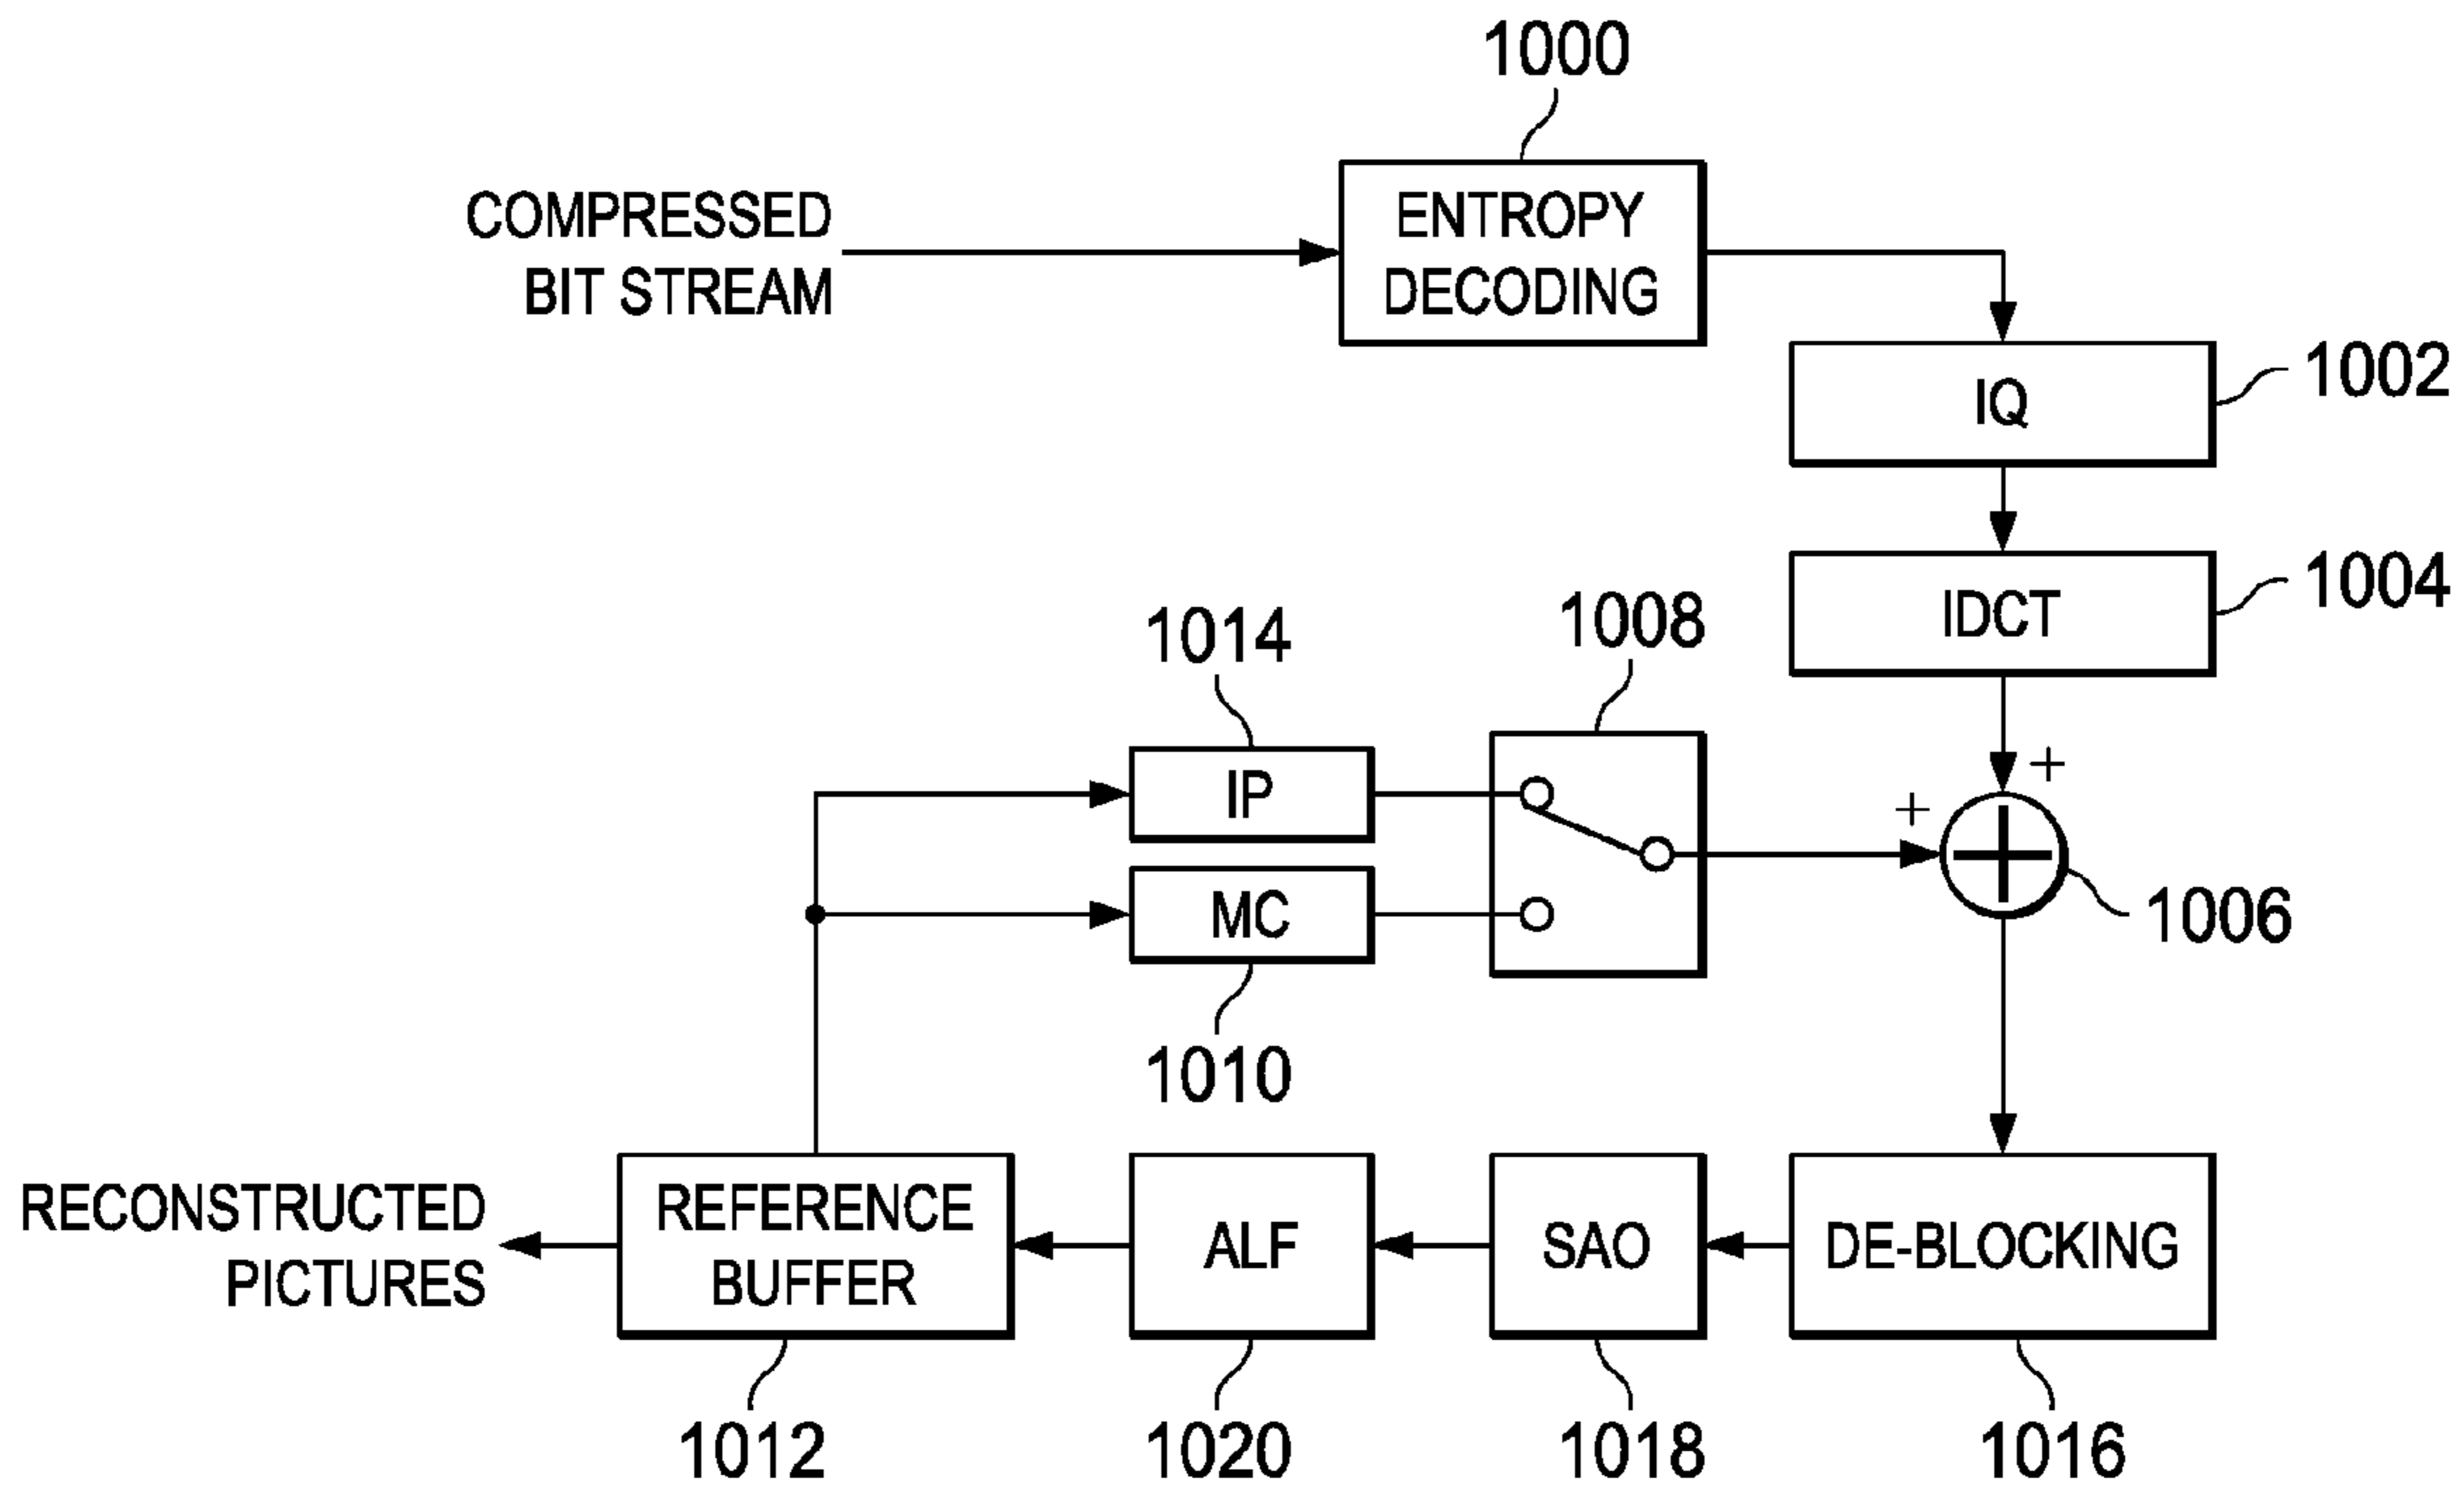 1000
COMPRESSED
BIT STREAM
ENTROPY
DECODING
IQ
1002
IDCT
1004
1014
1008
IP
+
+
MC
1006
1010
RECONSTRUCTED
PICTURES
REFERENCE
BUFFER
ALF
SAO
DE-BLOCKING
1012
1020
1018
1016